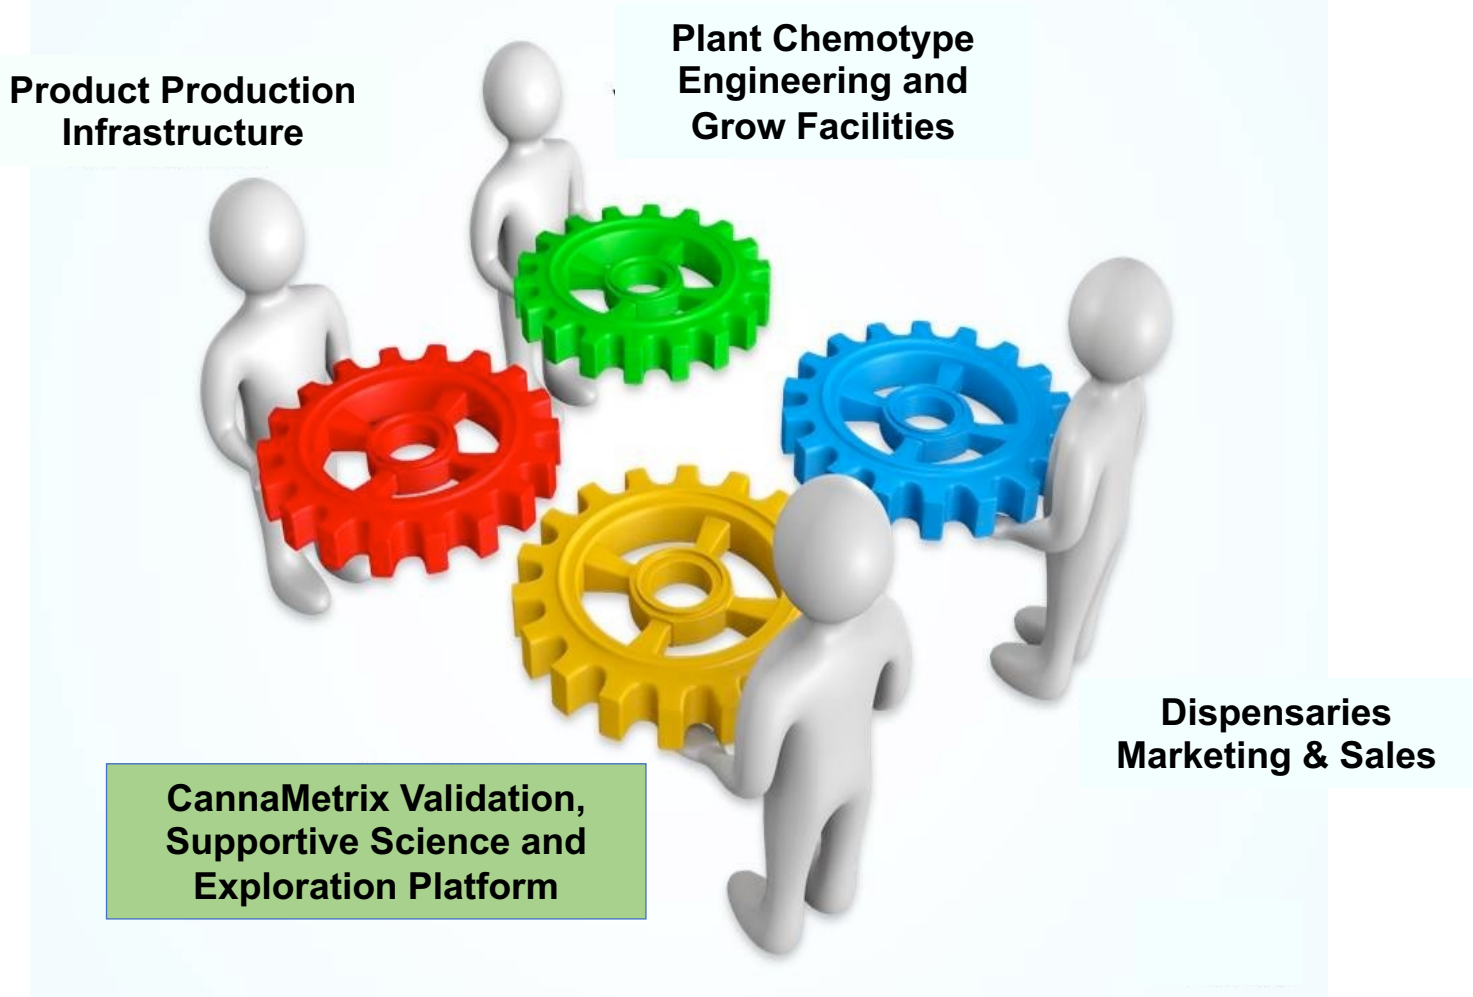 Plant Chemotype
Engineering and
Grow Facilities
Product Production
Infrastructure
Dispensaries
Marketing & Sales
CannaMetrix Validation,
Supportive Science and
Exploration Platform